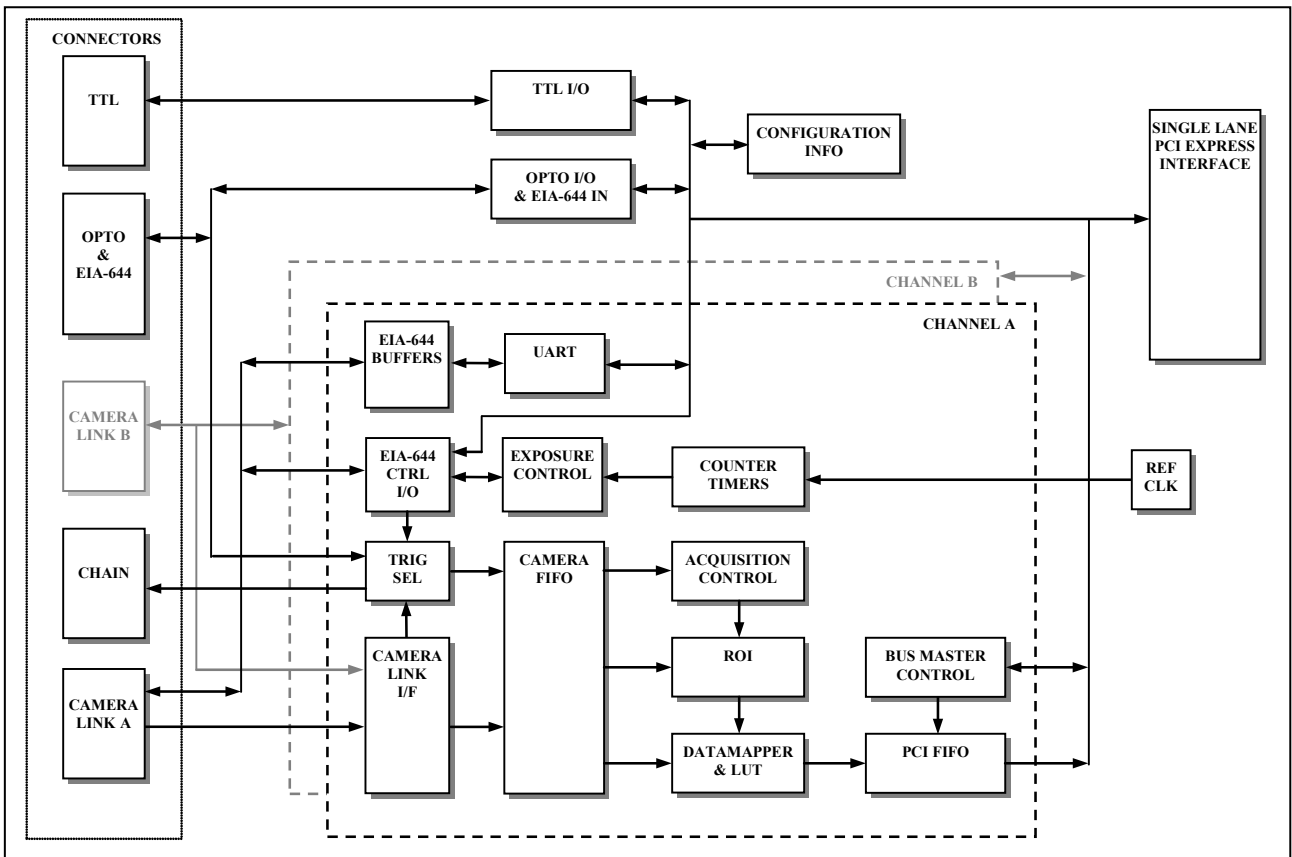 CONNECTORS
TTL
TTL I/O
CONFIGURATION
INFO
SINGLE LANE
PCI EXPRESS
INTERFACE
OPTO I/O
& EIA-644 IN
OPTO
&
EIA-644
CHANNEL B
CHANNEL A
EIA-644
BUFFERS
UART
CAMERA
LINK B
EIA-644
CTRL
I/O
EXPOSURE
CONTROL
COUNTER
TIMERS
REF
CLK
CHAIN
TRIG
SEL
CAMERA
FIFO
ACQUISITION
CONTROL
CAMERA
LINK
I/F
ROI
BUS MASTER
CONTROL
CAMERA
LINK A
DATAMAPPER
& LUT
PCI FIFO